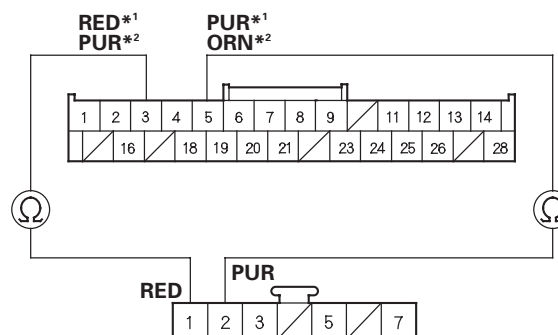 RED*1 PUR*1
PUR*2 ORN*2
1 2 3 4 5 6 7 8 9 11 12 13 14
16 18 19 20 21 23 24 25 26 28
Ω Ω
RED PUR
1 2 3 5 7